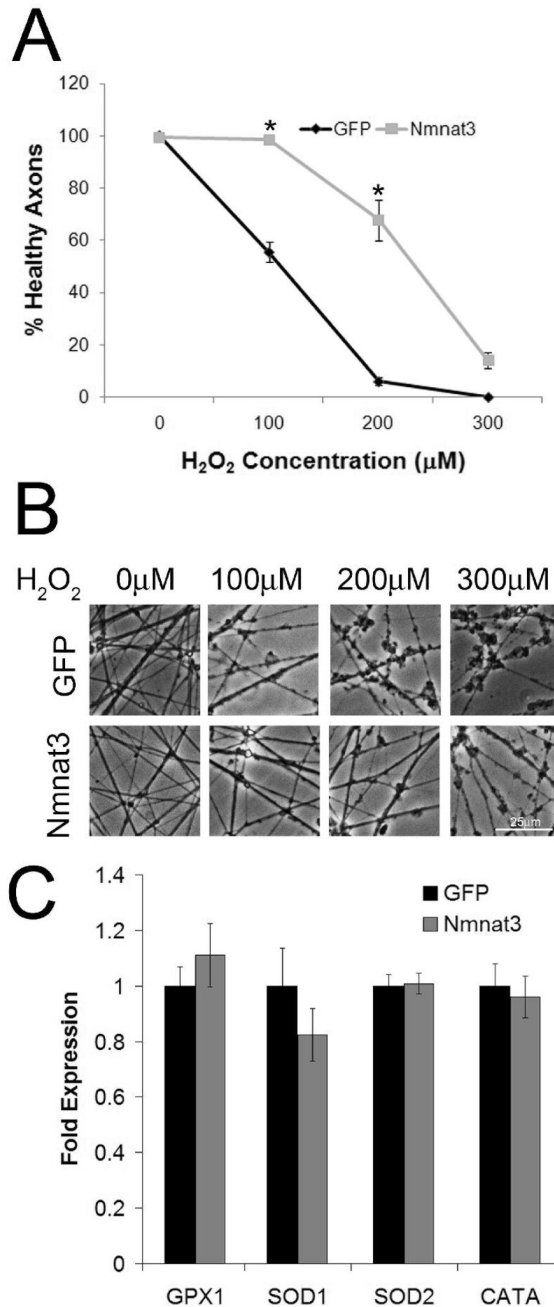 A
120
100
80
60
40
20
0
% Healthy Axons
GFP Nmnat3
*
*
0 100 200 300
H₂O₂ Concentration (µM)
B
H₂O₂ 0µM 100µM 200µM 300µM
GFP
Nmnat3
25µm
C
1.4
1.2
1
0.8
0.6
0.4
0.2
0
Fold Expression
GFP
Nmnat3
GPX1 SOD1 SOD2 CATA